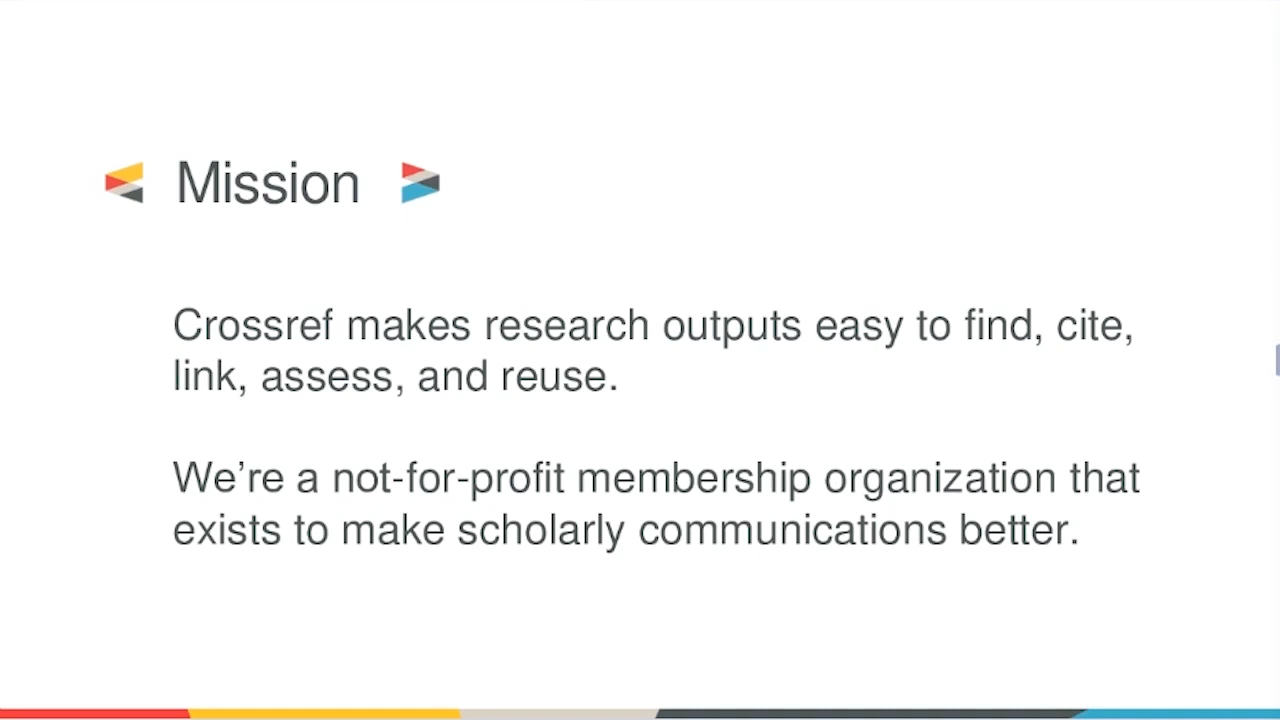 Mission
Crossref makes research outputs easy to find, cite,
link, assess, and reuse.
We’re a not-for-profit membership organization that
exists to make scholarly communications better.